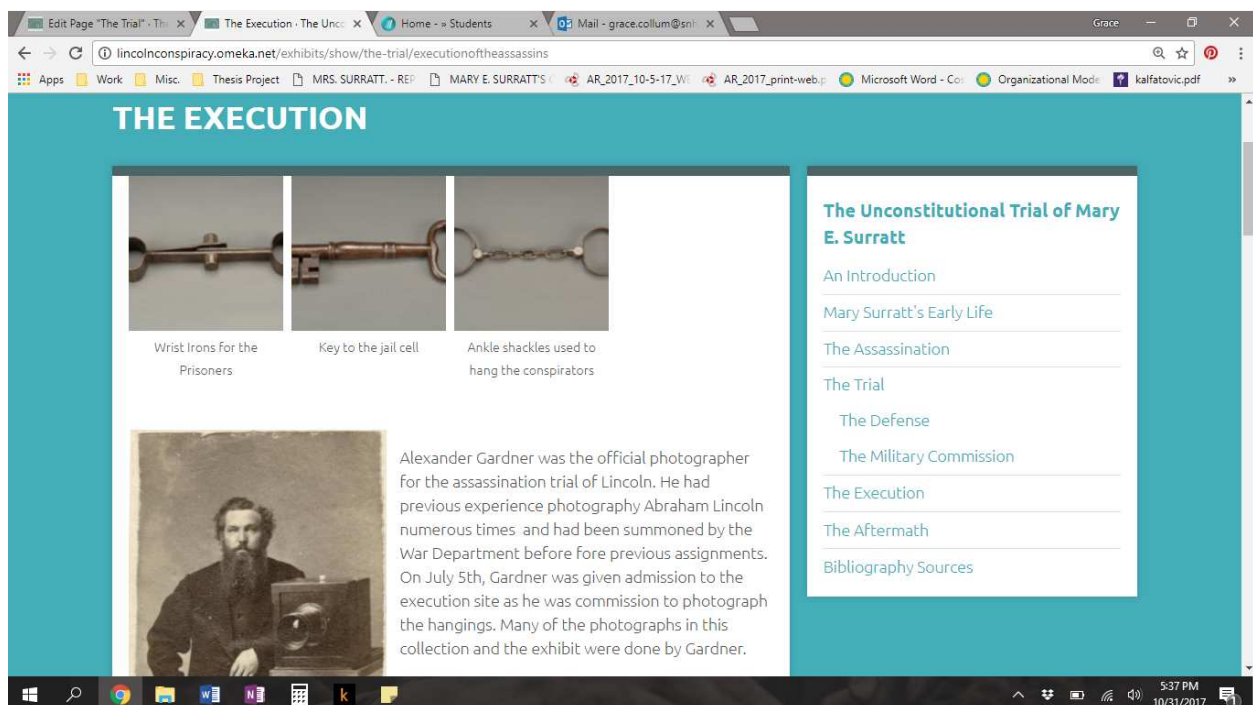 Edit Page "The Trial" · Th
The Execution · The Unco
Home - » Students
Mail - grace.collum@snh
Grace
lincolnconspiracy.omeka.net/exhibits/show/the-trial/executionoftheassassins
Apps Work Misc. Thesis Project MRS. SURRATT. - REP MARY E. SURRATT'S AR_2017_10-5-17_W AR_2017_print-web.p Microsoft Word - Co Organizational Mode kalfatovic.pdf »
THE EXECUTION
Wrist Irons for the
Prisoners
Key to the jail cell
Ankle shackles used to
hang the conspirators
Alexander Gardner was the official photographer
for the assassination trial of Lincoln. He had
previous experience photography Abraham Lincoln
numerous times and had been summoned by the
War Department before fore previous assignments.
On July 5th, Gardner was given admission to the
execution site as he was commission to photograph
the hangings. Many of the photographs in this
collection and the exhibit were done by Gardner.
The Unconstitutional Trial of Mary
E. Surratt
An Introduction
Mary Surratt's Early Life
The Assassination
The Trial
The Defense
The Military Commission
The Execution
The Aftermath
Bibliography Sources
5:37 PM
10/31/2017